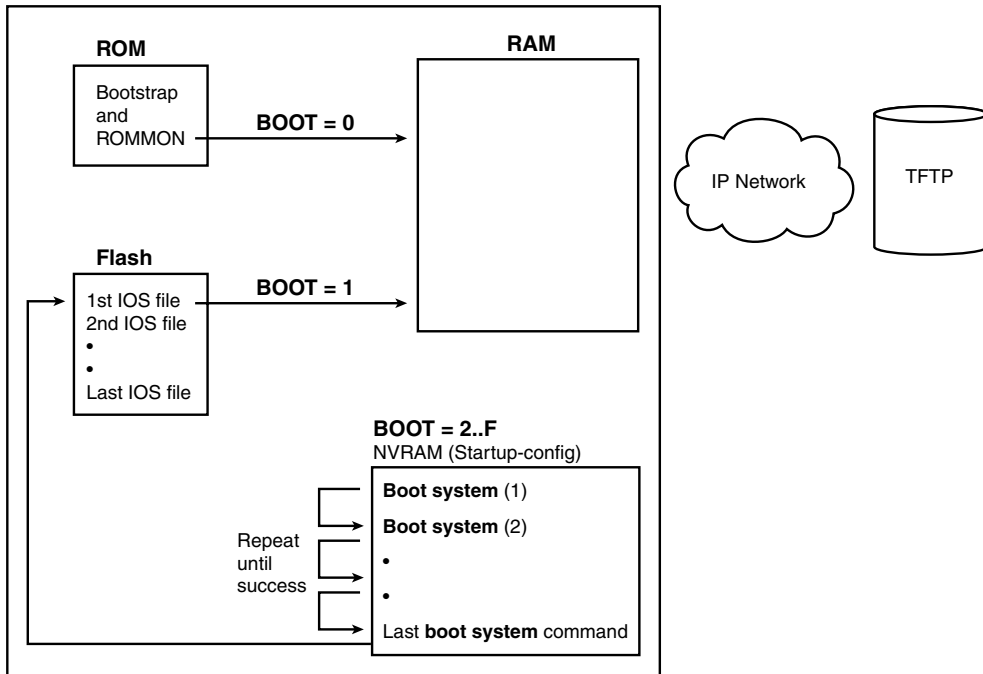 ROM
Bootstrap
and
ROMMON
BOOT = 0
RAM
IP Network
TFTP
Flash
1st IOS file
2nd IOS file
•
•
Last IOS file
BOOT = 1
BOOT = 2..F
NVRAM (Startup-config)
Boot system (1)
Boot system (2)
•
•
Last boot system command
Repeat
until
success